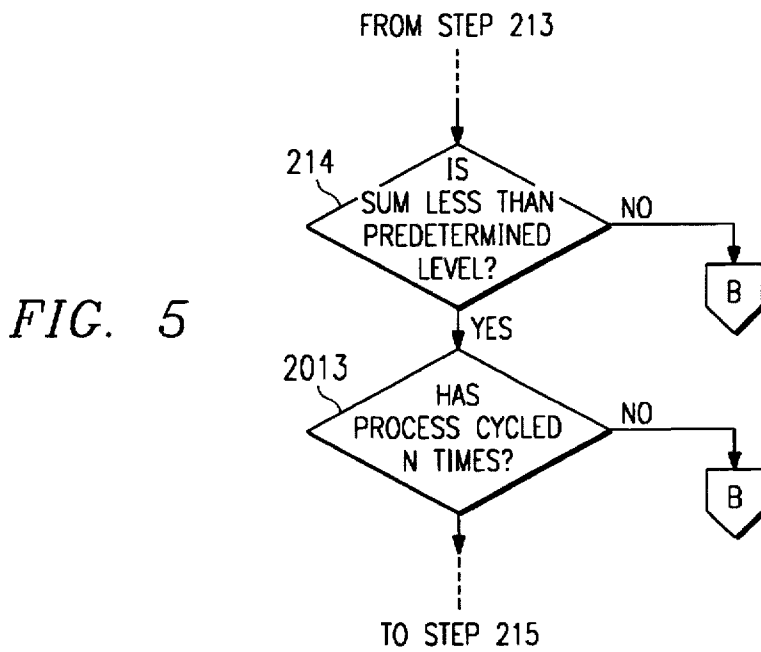 FROM STEP 213
214
IS
SUM LESS THAN
PREDETERMINED
LEVEL?
NO
B
YES
FIG. 5
2013
HAS
PROCESS CYCLED
N TIMES?
NO
B
TO STEP 215